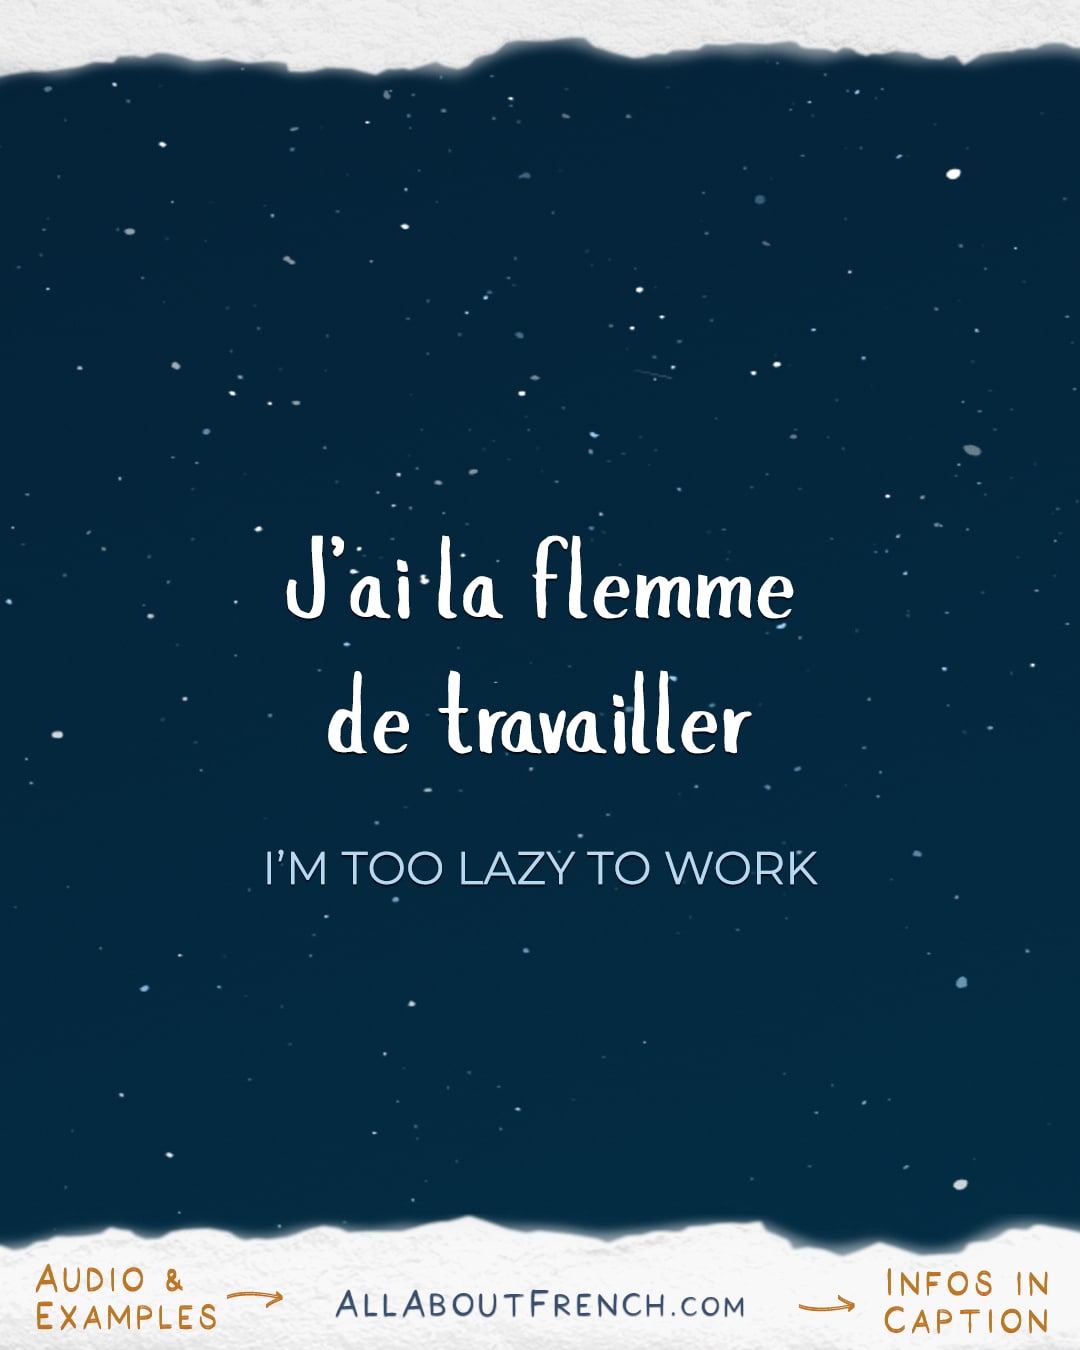 J'ai la flemme
de travailler
I'M TOO LAZY TO WORK
AUDIO &
EXAMPLES
ALLABOUTFRENCH.COM
INFOS IN
CAPTION